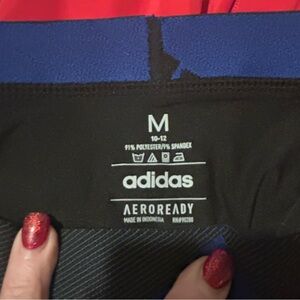 M
10-12
91% POLYESTER/9% SPANDEX
adidas
AEROREADY
MADE IN INDONESIA